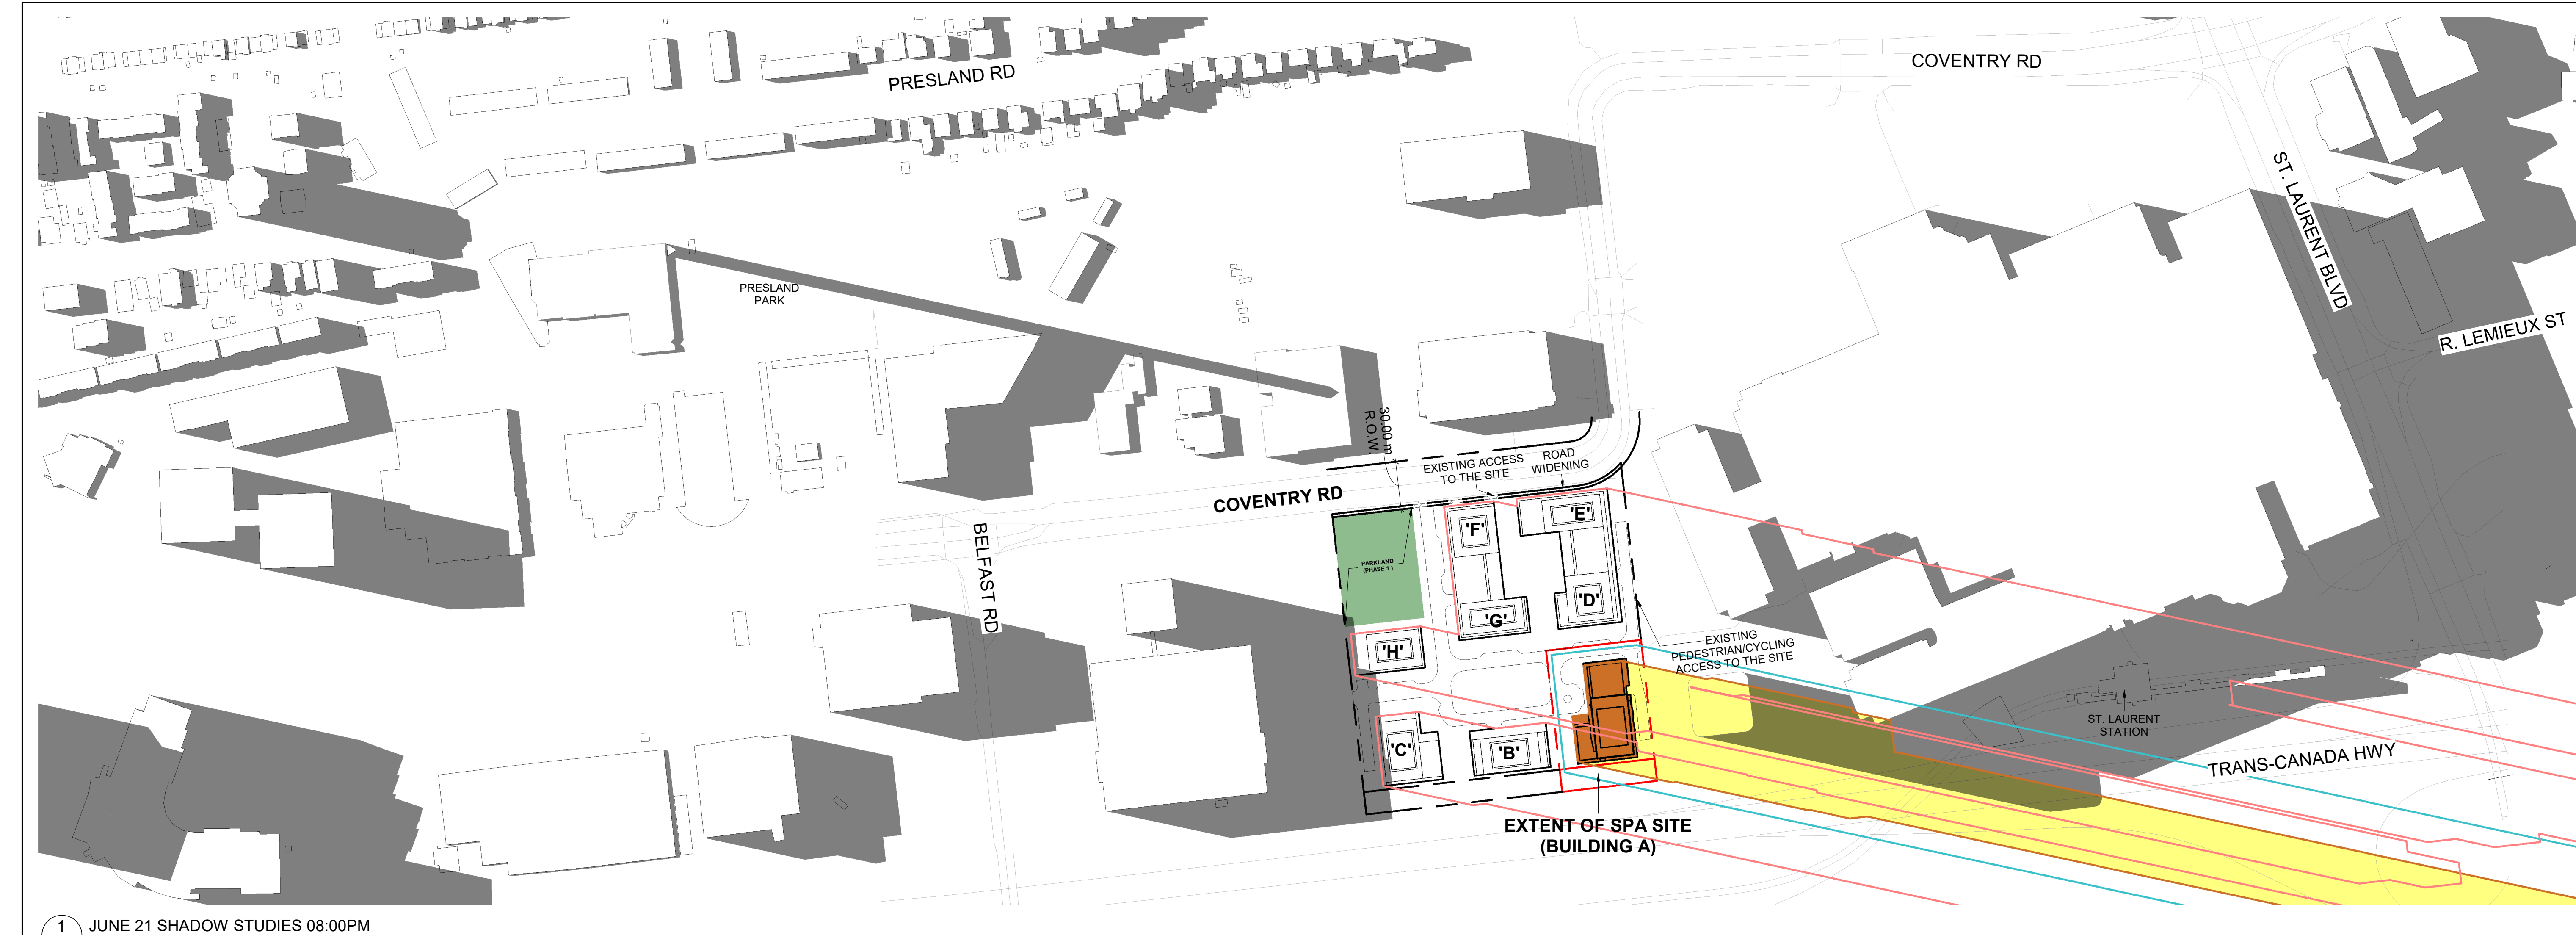 COVENTRY RD
PRESLAND RD
ST. LAURENT BLVD
PRESLAND
PARK
R. LEMIEUX ST
30.00 m
R.O.W.
EXISTING ACCESS
TO THE SITE
ROAD
WIDENING
COVENTRY RD
BELFAST RD
'F'
'E'
PARKLAND
(PHASE 1 )
'D'
'G'
'H'
EXISTING
PEDESTRIAN/CYCLING
ACCESS TO THE SITE
ST. LAURENT
STATION
'C'
'B'
TRANS-CANADA HWY
EXTENT OF SPA SITE
(BUILDING A)
1
JUNE 21 SHADOW STUDIES 08:00PM